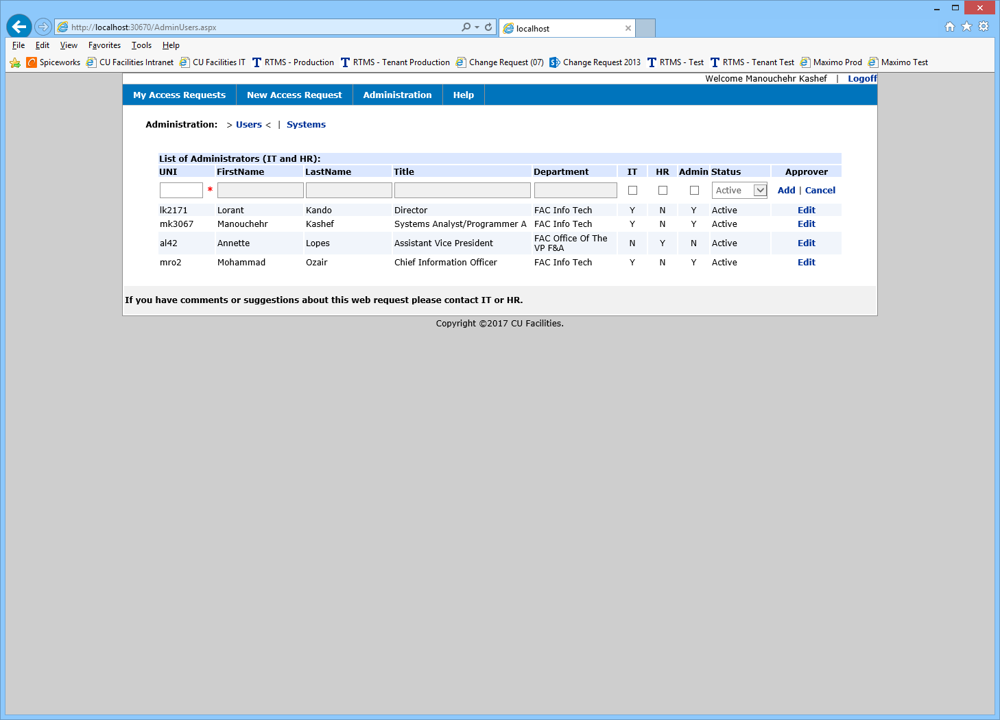 http://localhost:30670/AdminUsers.aspx
localhost
File Edit View Favorites Tools Help
Spiceworks CU Facilities Intranet CU Facilities IT RTMS - Production RTMS - Tenant Production Change Request (07) Change Request 2013 RTMS - Test RTMS - Tenant Test Maximo Prod Maximo Test
Welcome Manouchehr Kashef | Logoff
My Access Requests New Access Request Administration Help
Administration: > Users < | Systems
List of Administrators (IT and HR):
UNI FirstName LastName Title Department IT HR Admin Status Approver
* Active Add | Cancel
lk2171 Lorant Kando Director FAC Info Tech Y N Y Active Edit
mk3067 Manouchehr Kashef Systems Analyst/Programmer A FAC Info Tech Y N Y Active Edit
al42 Annette Lopes Assistant Vice President FAC Office Of The VP F&A N Y N Active Edit
mro2 Mohammad Ozair Chief Information Officer FAC Info Tech Y N Y Active Edit
If you have comments or suggestions about this web request please contact IT or HR.
Copyright ©2017 CU Facilities.